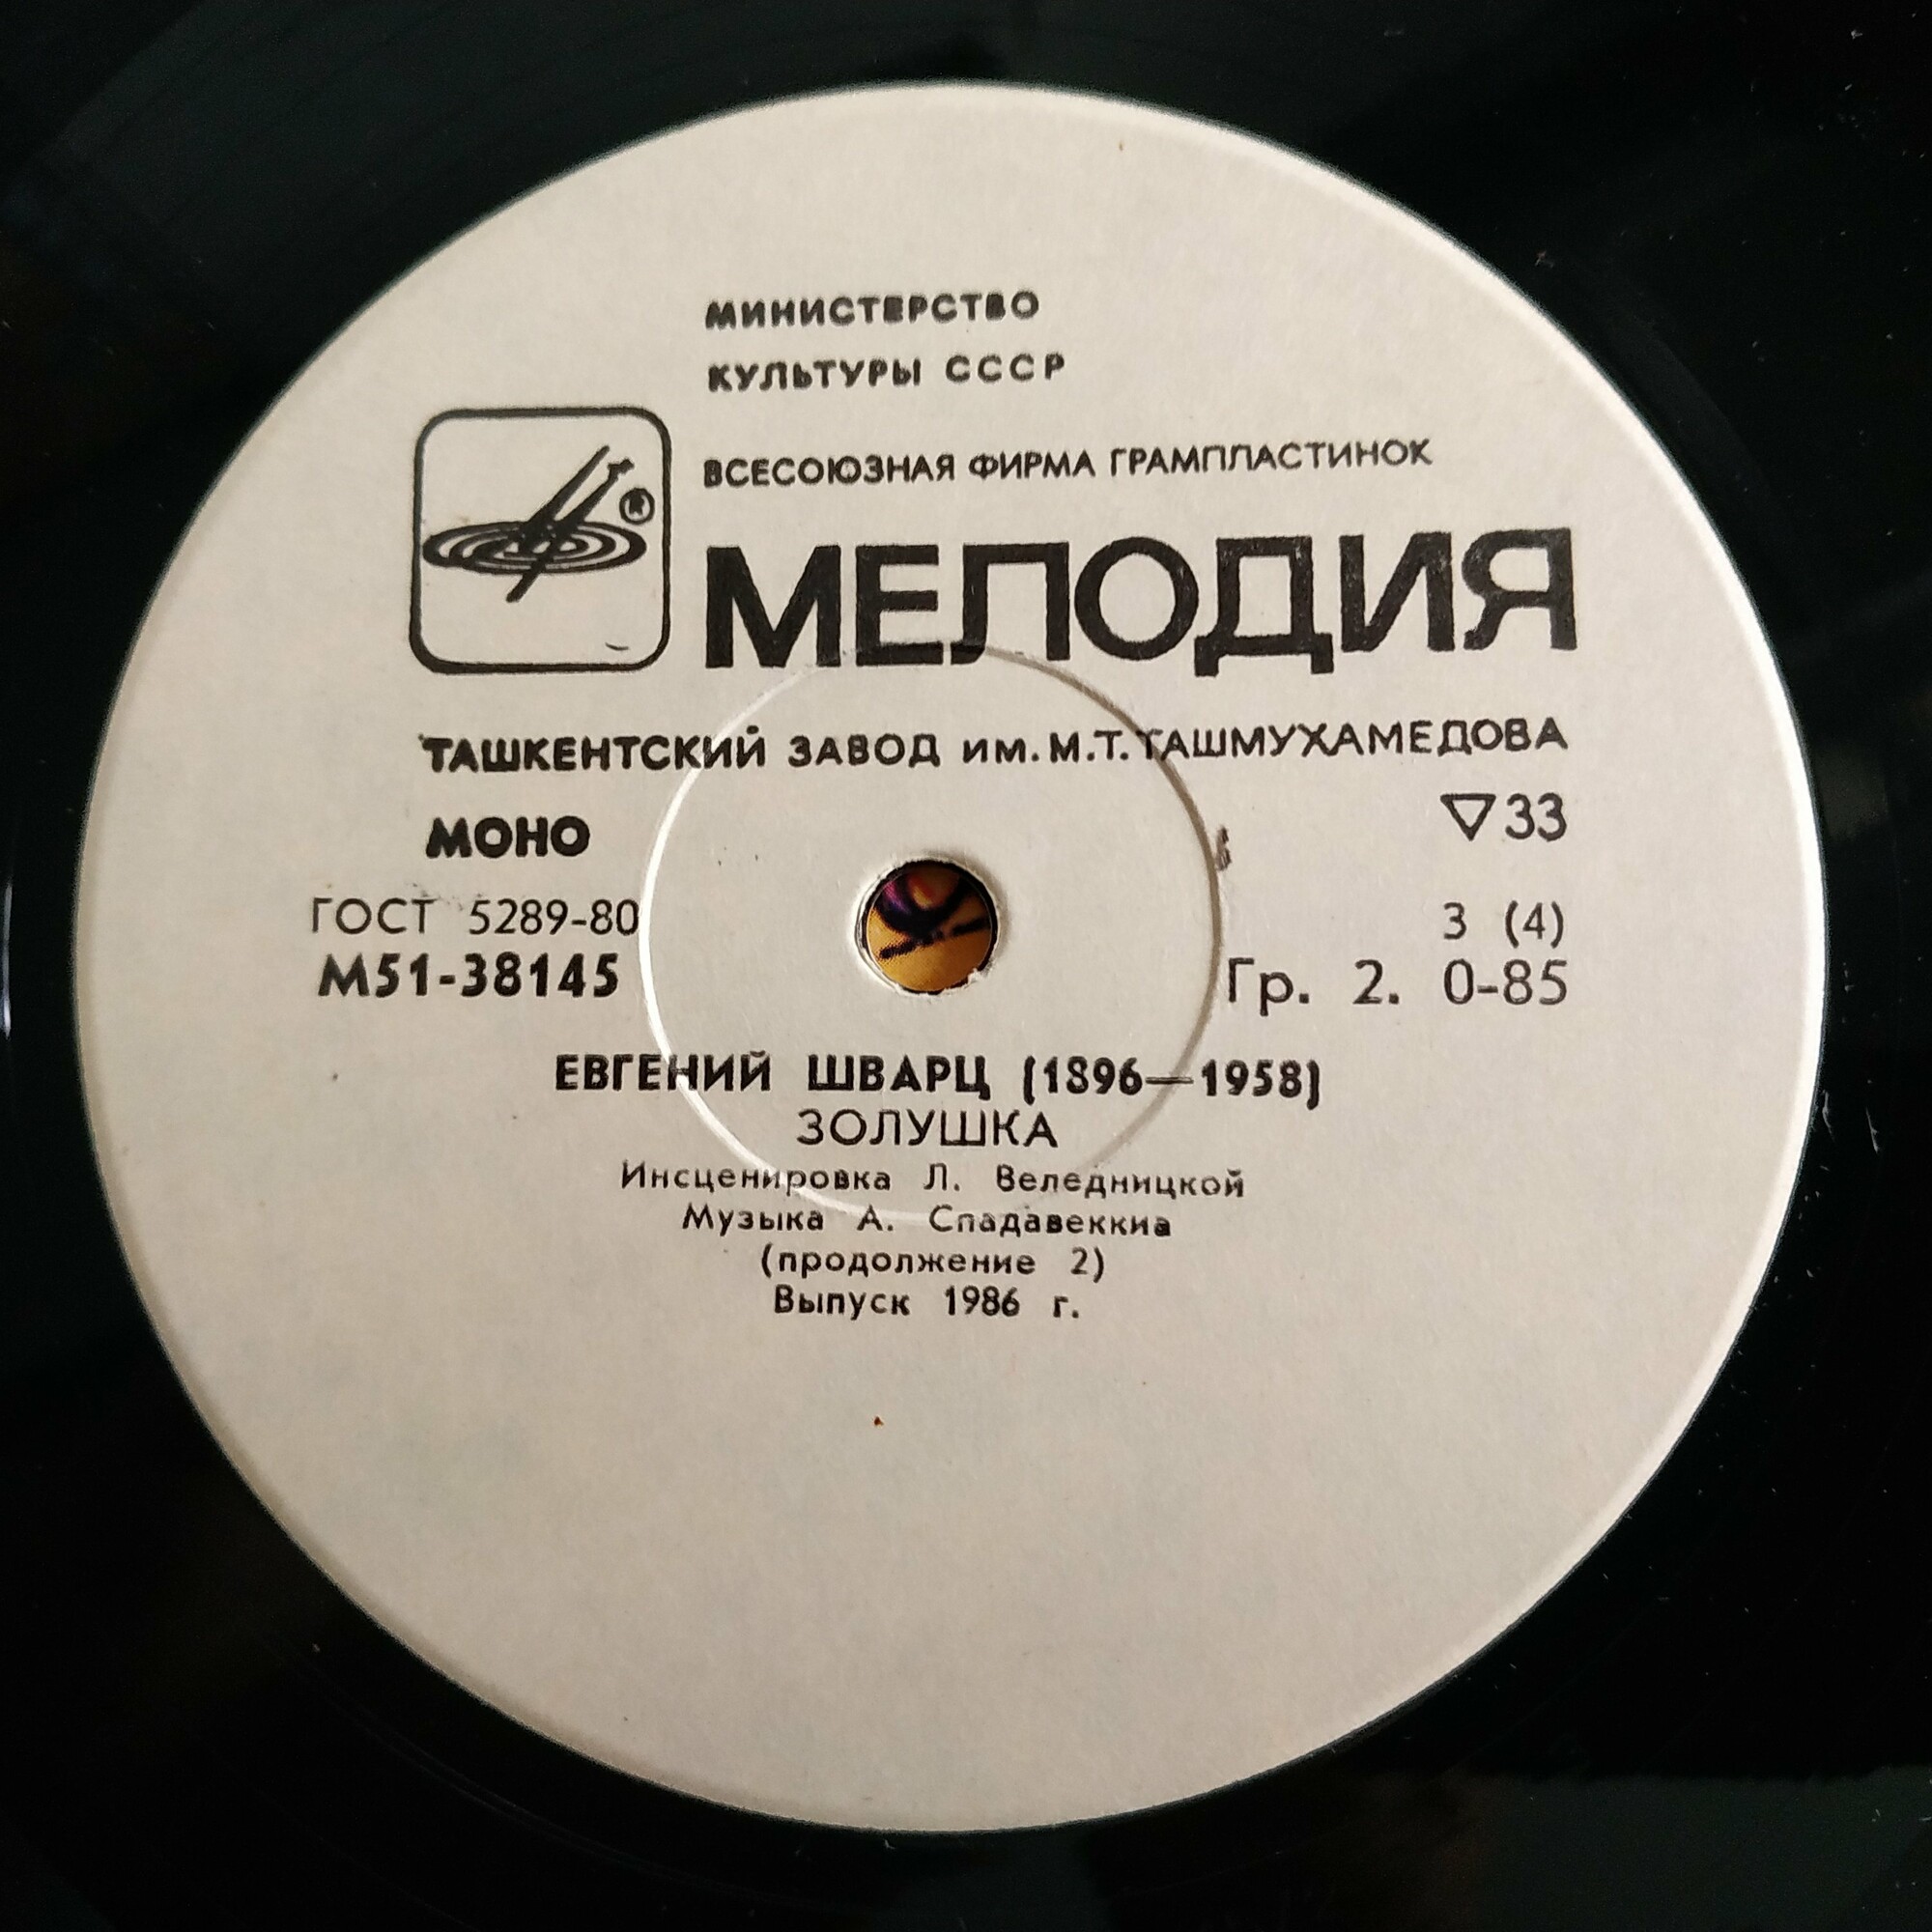 МИНИСТЕРСТВО
КУЛЬТУРЫ СССР
ВСЕСОЮЗНАЯ ФИРМА ГРАМПЛАСТИНОК
®
МЕЛОДИЯ
ТАШКЕНТСКИЙ ЗАВОД им. М.Т. ТАШМУХАМЕДОВА
МОНО ▽33
ГОСТ 5289-80 3 (4)
М51-38145 Гр. 2. 0-85
ЕВГЕНИЙ ШВАРЦ (1896—1958)
ЗОЛУШКА
Инсценировка Л. Веледницкой
Музыка А. Спадавеккиа
(продолжение 2)
Выпуск 1986 г.